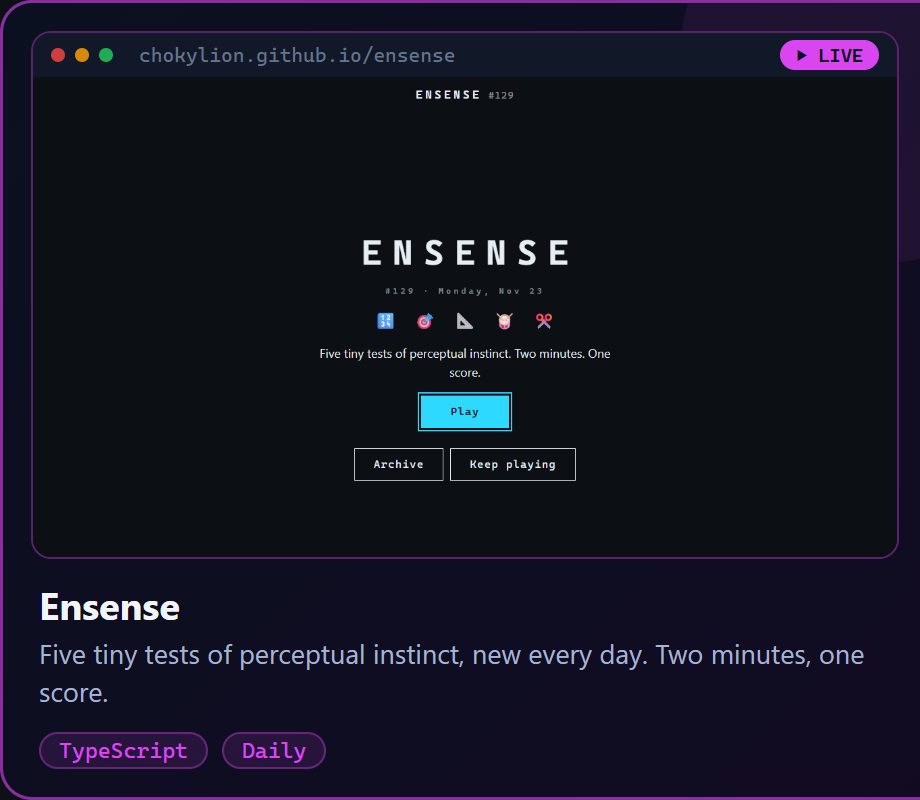 chokylion.github.io/ensense
LIVE
ENSENSE #129
ENSENSE
#129 · Monday, Nov 23
Five tiny tests of perceptual instinct. Two minutes. One
score.
Play
Archive
Keep playing
Ensense
Five tiny tests of perceptual instinct, new every day. Two minutes, one
score.
TypeScript
Daily